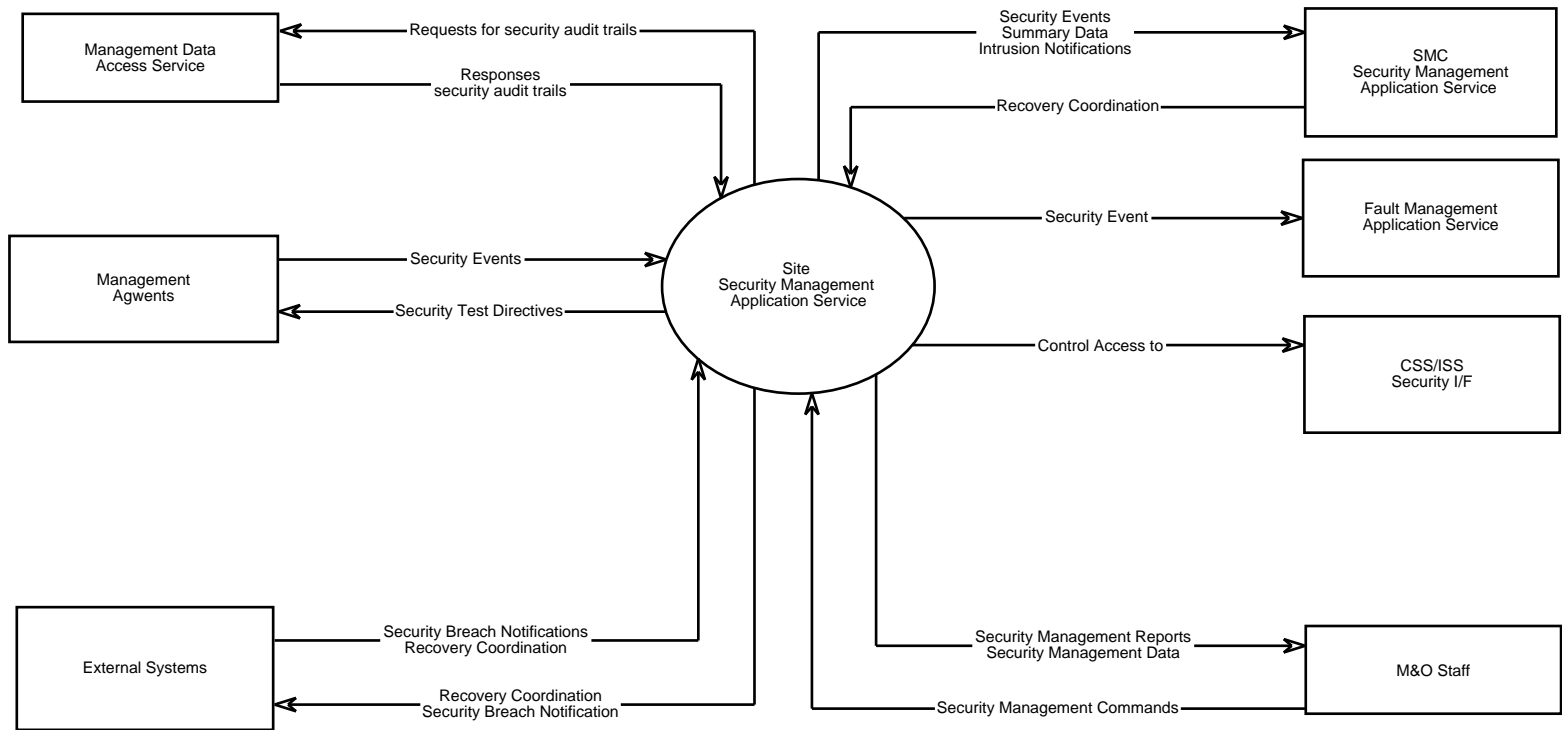 Management Data
Access Service
Requests for security audit trails
Responses
security audit trails
Security Events
Summary Data
Intrusion Notifications
SMC
Security Management
Application Service
Recovery Coordination
Fault Management
Application Service
Security Event
Management
Agwents
Security Events
Security Test Directives
Site
Security Management
Application Service
Control Access to
CSS/ISS
Security I/F
External Systems
Security Breach Notifications
Recovery Coordination
Recovery Coordination
Security Breach Notification
Security Management Reports
Security Management Data
M&O Staff
Security Management Commands